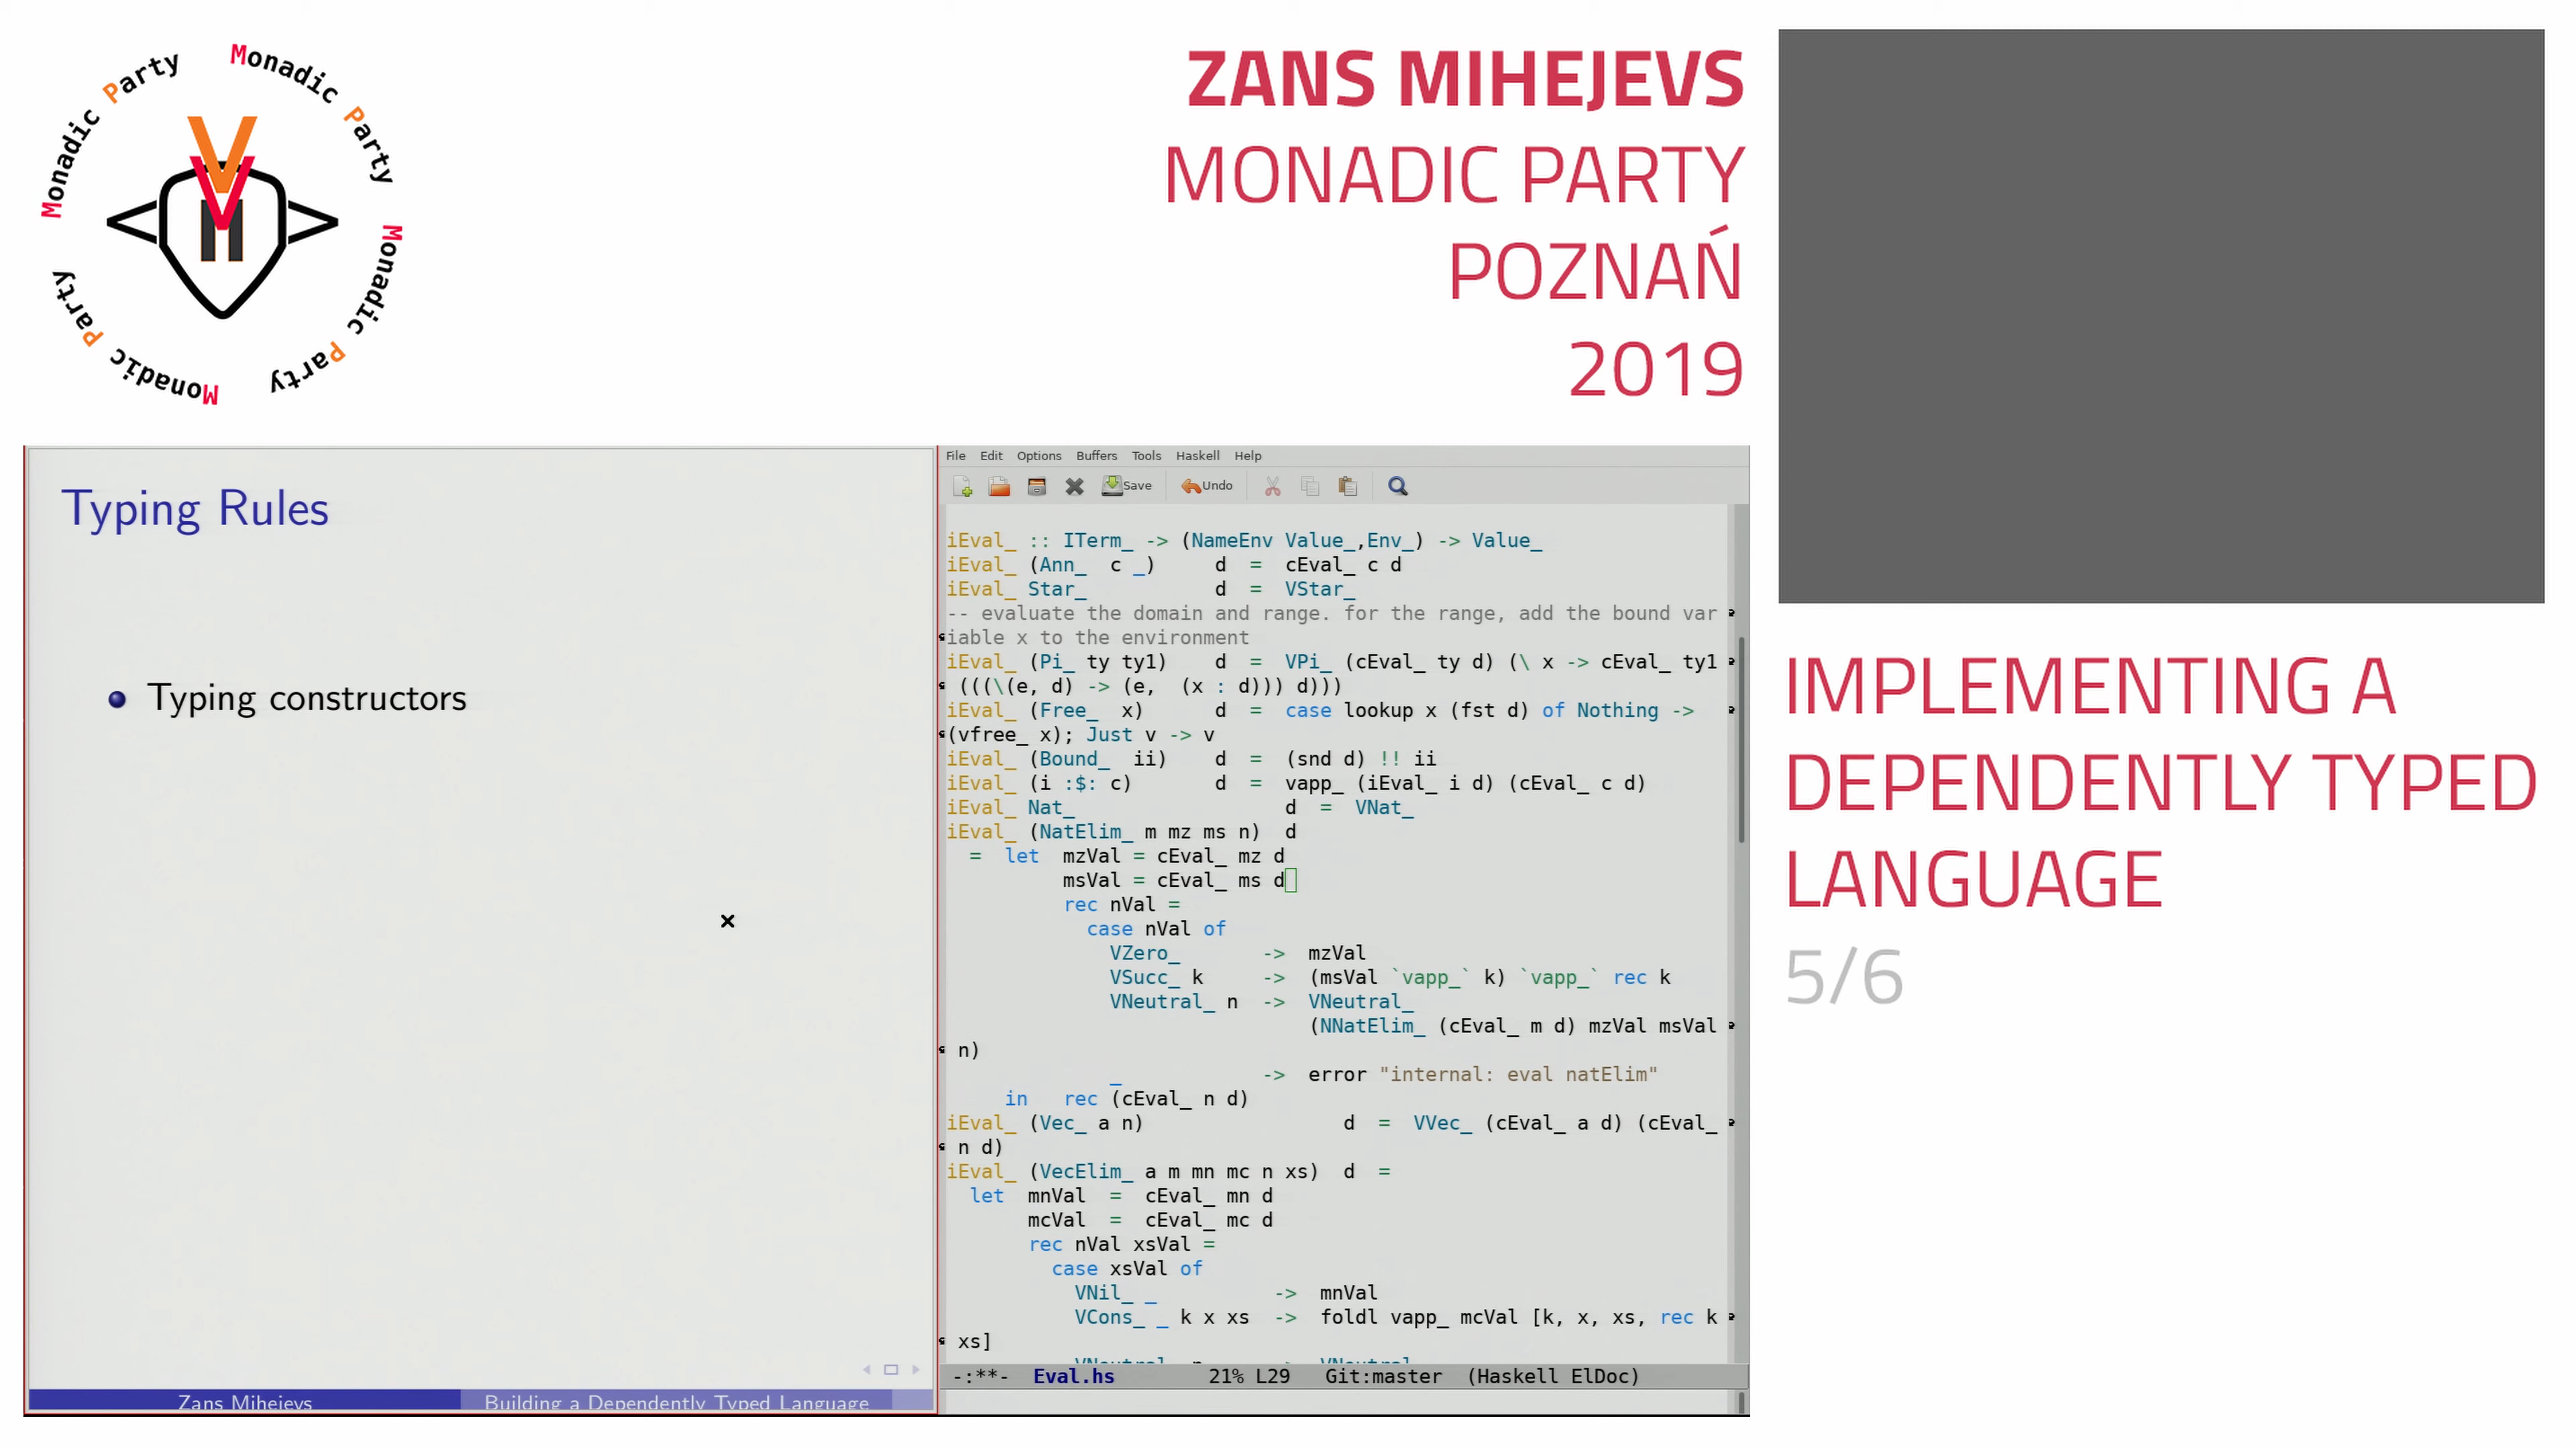 Monadic Party Monadic Party Monadic Party Monadic Party
ZANS MIHEJEVS
MONADIC PARTY
POZNAŃ
2019
Typing Rules
Typing constructors
Zans Mihejevs
Building a Dependently Typed Language
File Edit Options Buffers Tools Haskell Help
Save Undo
iEval_ :: ITerm_ -> (NameEnv Value_,Env_) -> Value_
iEval_ (Ann_  c _)     d  =  cEval_ c d
iEval_ Star_           d  =  VStar_
-- evaluate the domain and range. for the range, add the bound var
iable x to the environment
iEval_ (Pi_ ty ty1)    d  =  VPi_ (cEval_ ty d) (\ x -> cEval_ ty1
 (((\(e, d) -> (e,  (x : d))) d)))
iEval_ (Free_  x)      d  =  case lookup x (fst d) of Nothing ->
(vfree_ x); Just v -> v
iEval_ (Bound_  ii)    d  =  (snd d) !! ii
iEval_ (i :$: c)       d  =  vapp_ (iEval_ i d) (cEval_ c d)
iEval_ Nat_                  d  =  VNat_
iEval_ (NatElim_ m mz ms n)  d
  =  let  mzVal = cEval_ mz d
          msVal = cEval_ ms d
          rec nVal =
            case nVal of
              VZero_       ->  mzVal
              VSucc_ k     ->  (msVal `vapp_` k) `vapp_` rec k
              VNeutral_ n  ->  VNeutral_
                               (NNatElim_ (cEval_ m d) mzVal msVal
 n)
              _            ->  error "internal: eval natElim"
     in   rec (cEval_ n d)
iEval_ (Vec_ a n)                 d  =  VVec_ (cEval_ a d) (cEval_
 n d)
iEval_ (VecElim_ a m mn mc n xs)  d  =
  let  mnVal  =  cEval_ mn d
       mcVal  =  cEval_ mc d
       rec nVal xsVal =
         case xsVal of
           VNil_ _          ->  mnVal
           VCons_ _ k x xs  ->  foldl vapp_ mcVal [k, x, xs, rec k
 xs]
-:**-  Eval.hs        21% L29   Git:master  (Haskell ElDoc)
IMPLEMENTING A
DEPENDENTLY TYPED
LANGUAGE
5/6